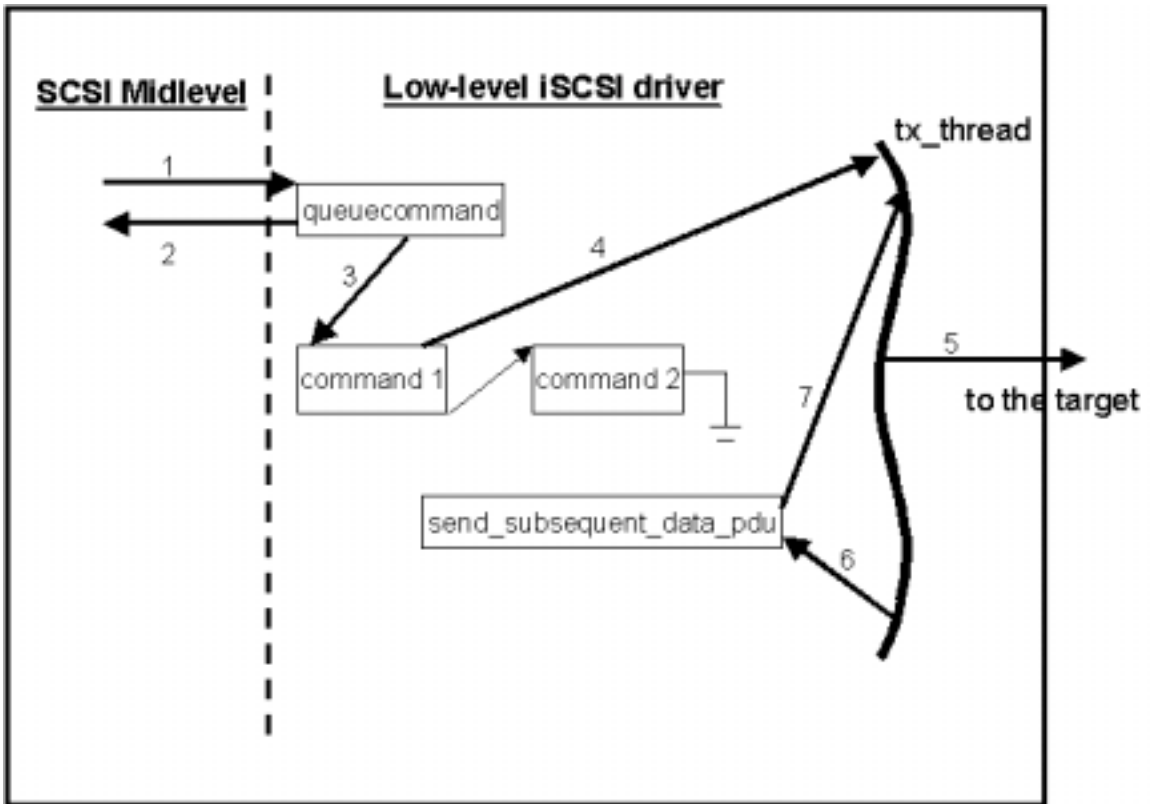 SCSI Midlevel
Low-level iSCSI driver
tx_thread
1
queuecommand
2
3
4
5
to the target
command 1
command 2
7
send_subsequent_data_pdu
6